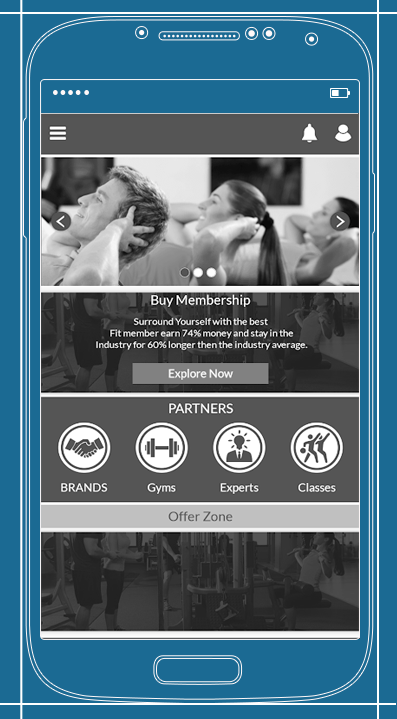 Buy Membership
Surround Yourself with the best
Fit member earn 74% money and stay in the
Industry for 60% longer then the industry average.
Explore Now
PARTNERS
BRANDS Gyms Experts Classes
Offer Zone